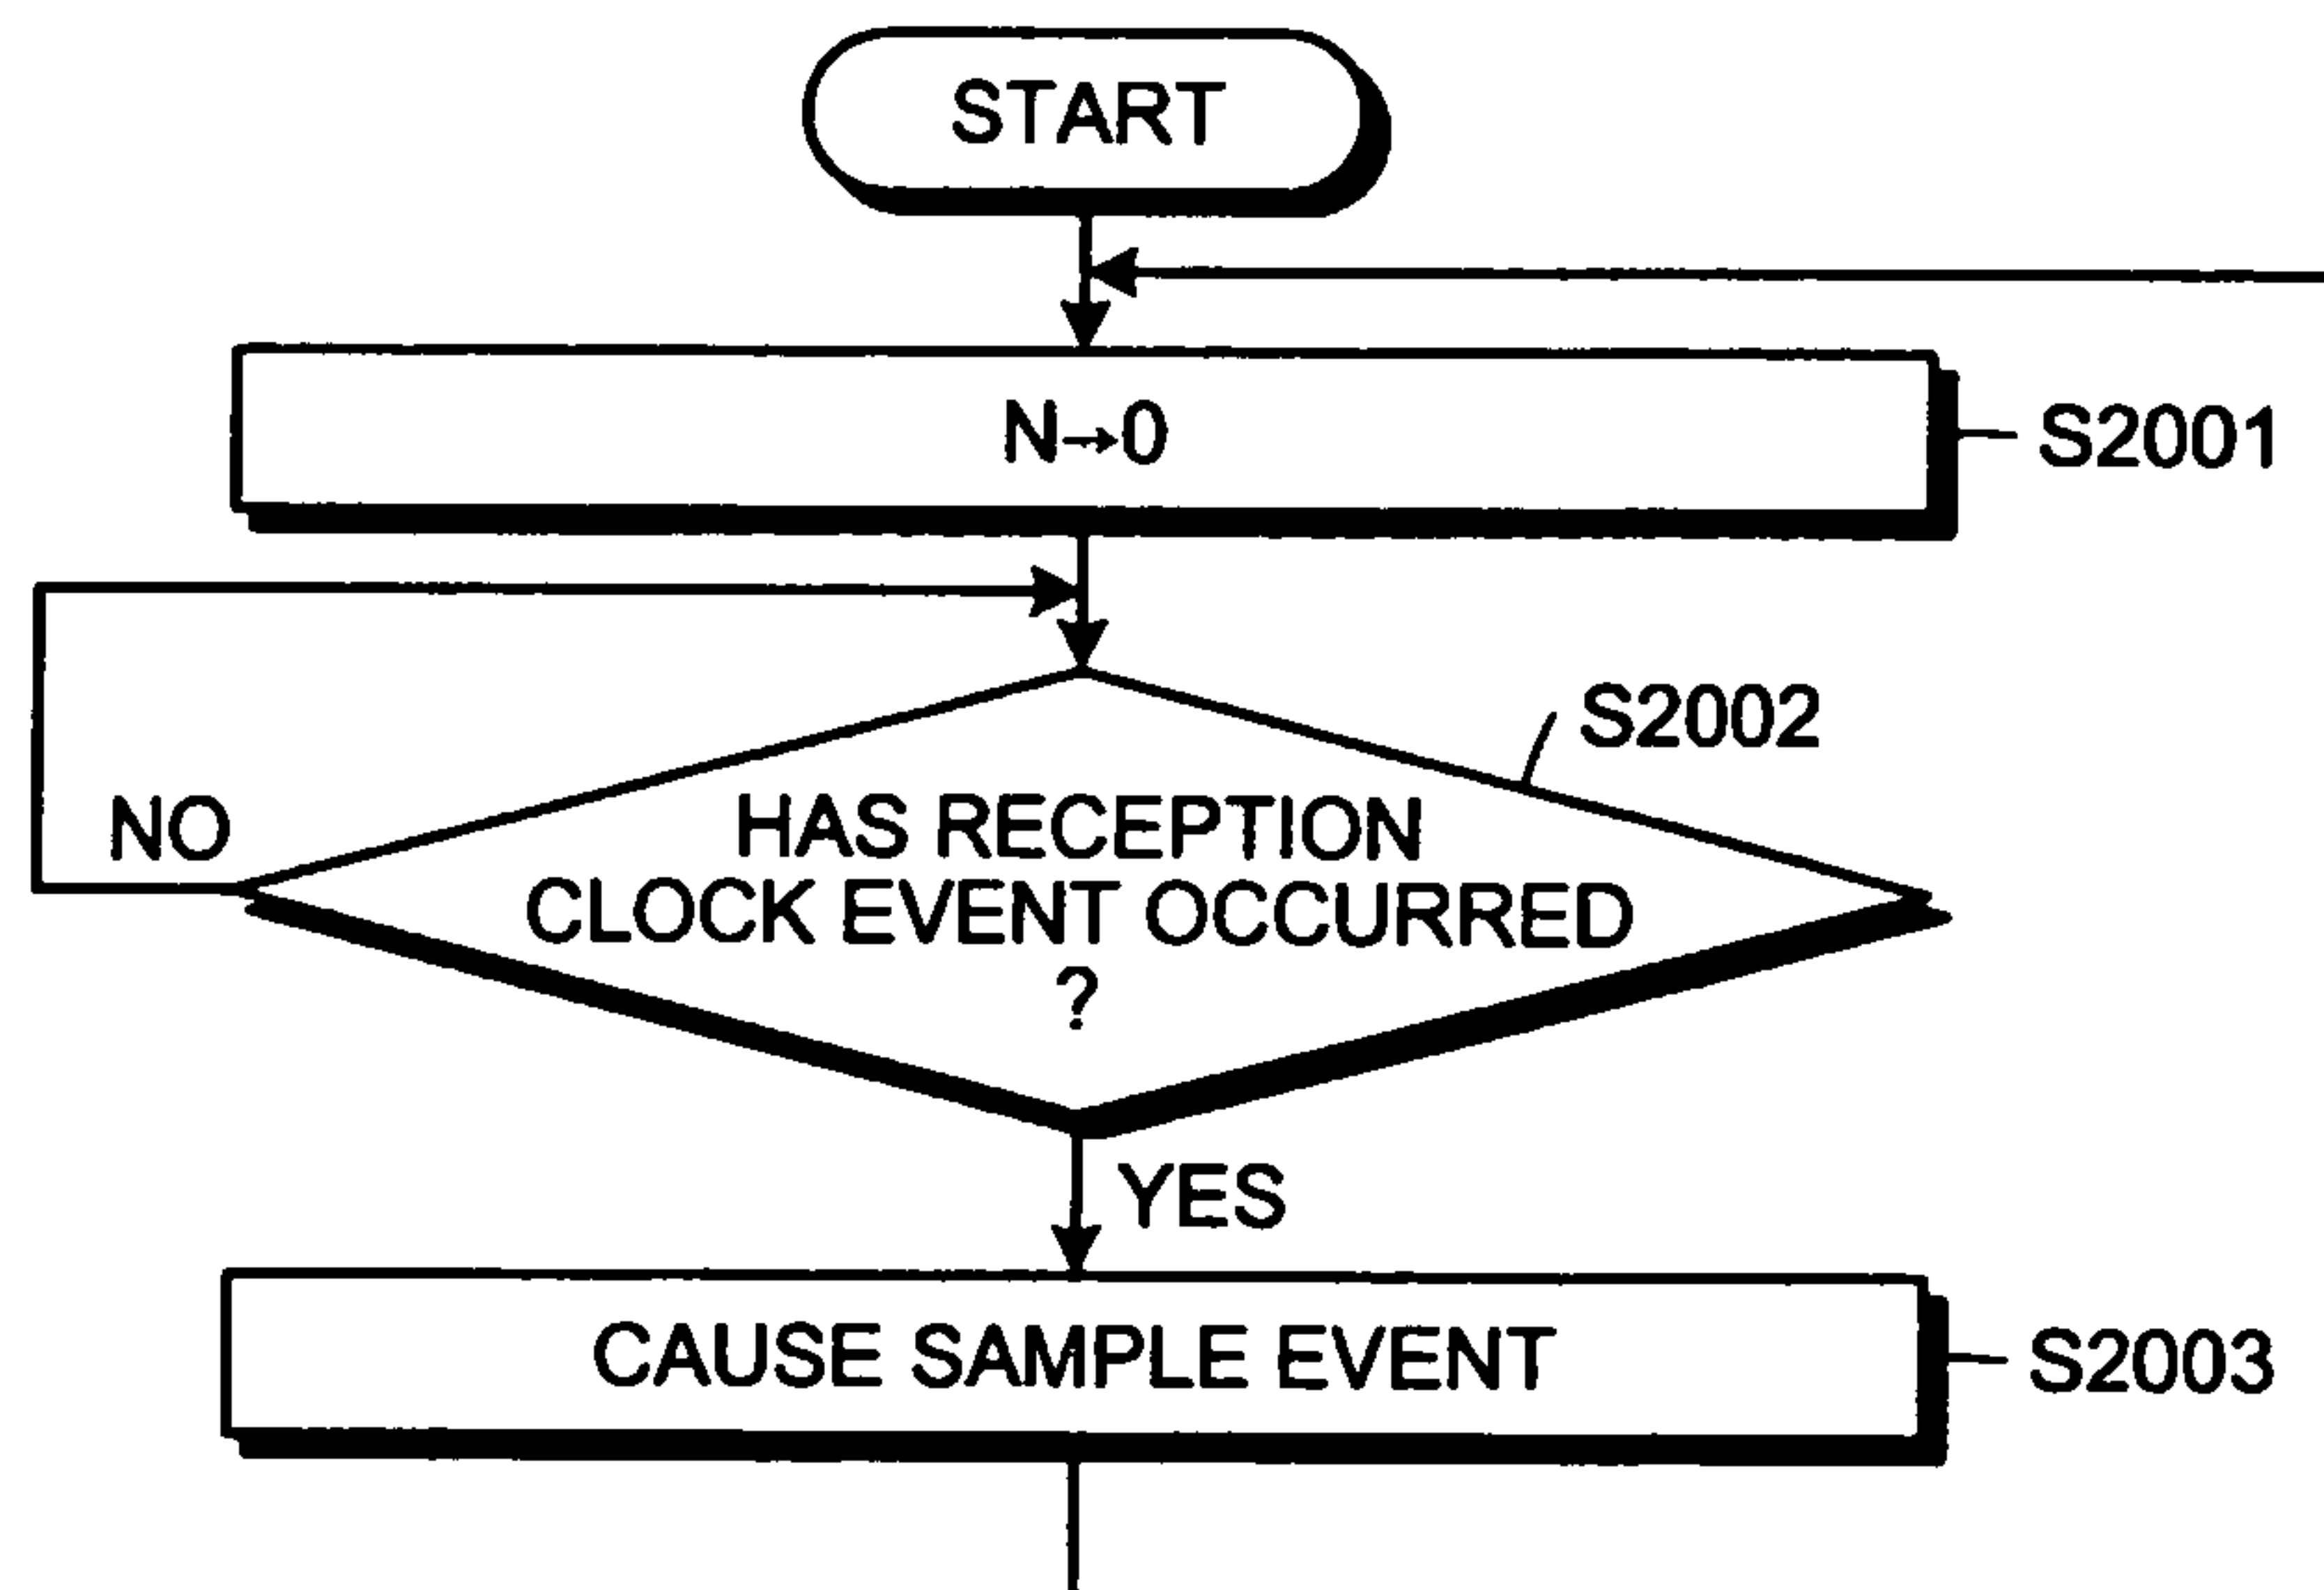 START
N→0
S2001
S2002
NO
HAS RECEPTION
CLOCK EVENT OCCURRED
?
YES
CAUSE SAMPLE EVENT
S2003